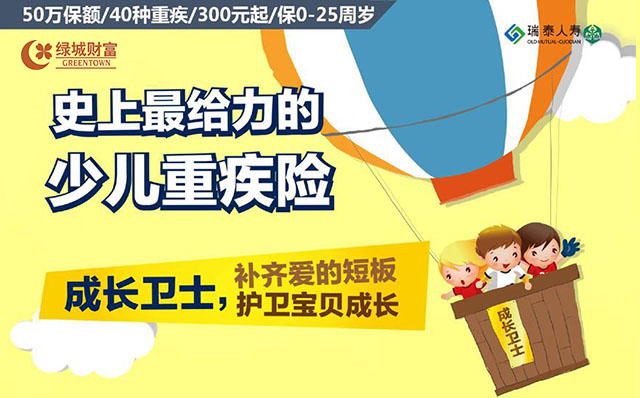 50万保额/40种重疾/300元起/保0-25周岁
绿城财富
GREENTOWN
瑞泰人寿
OLDMUTUAL-GUODIAN
史上最给力的
少儿重疾险
成长卫士,
补齐爱的短板
护卫宝贝成长
成长卫士